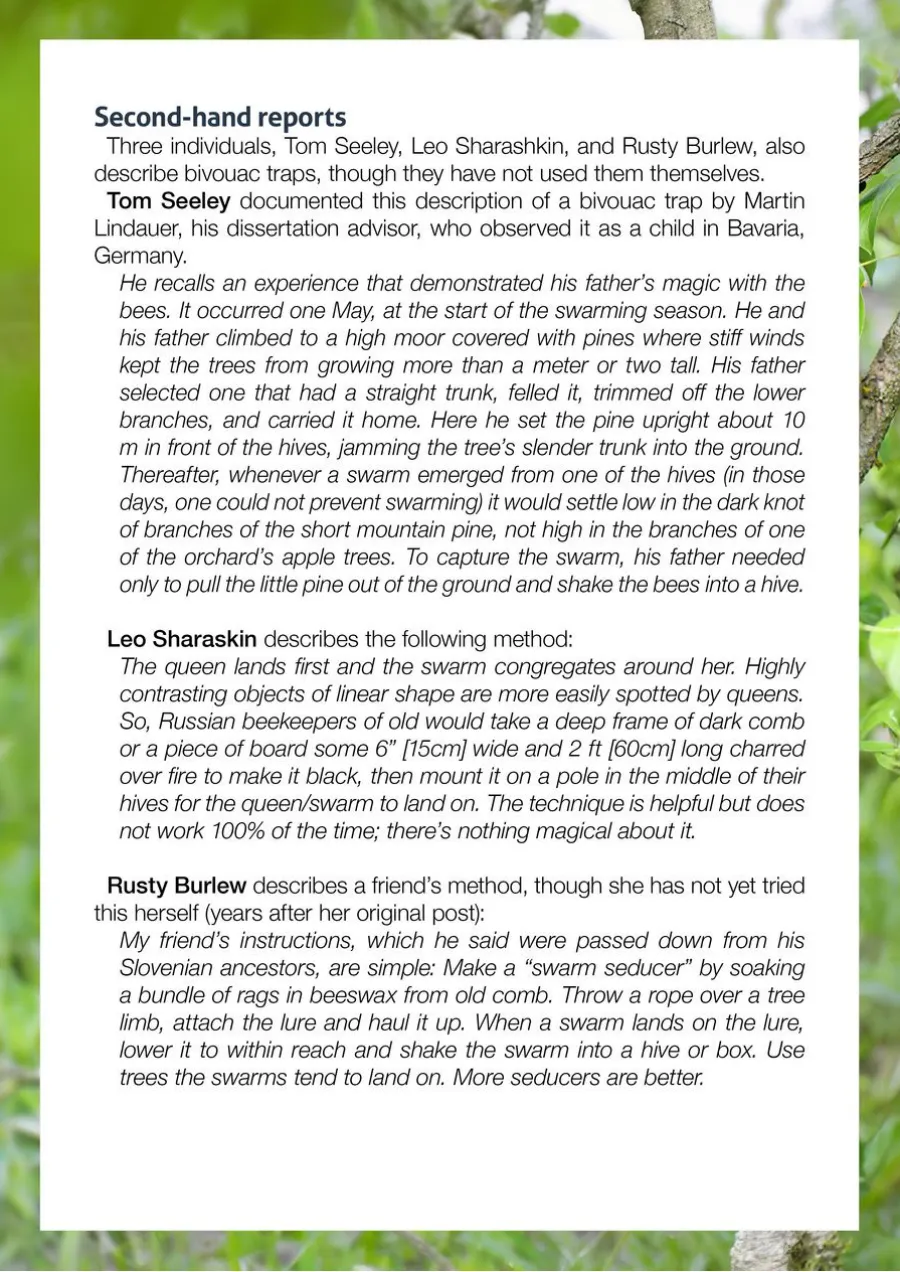 Second-hand reports
Three individuals, Tom Seeley, Leo Sharashkin, and Rusty Burlew, also
describe bivouac traps, though they have not used them themselves.
Tom Seeley documented this description of a bivouac trap by Martin
Lindauer, his dissertation advisor, who observed it as a child in Bavaria,
Germany.
He recalls an experience that demonstrated his father’s magic with the
bees. It occurred one May, at the start of the swarming season. He and
his father climbed to a high moor covered with pines where stiff winds
kept the trees from growing more than a meter or two tall. His father
selected one that had a straight trunk, felled it, trimmed off the lower
branches, and carried it home. Here he set the pine upright about 10
m in front of the hives, jamming the tree’s slender trunk into the ground.
Thereafter, whenever a swarm emerged from one of the hives (in those
days, one could not prevent swarming) it would settle low in the dark knot
of branches of the short mountain pine, not high in the branches of one
of the orchard’s apple trees. To capture the swarm, his father needed
only to pull the little pine out of the ground and shake the bees into a hive.
Leo Sharaskin describes the following method:
The queen lands first and the swarm congregates around her. Highly
contrasting objects of linear shape are more easily spotted by queens.
So, Russian beekeepers of old would take a deep frame of dark comb
or a piece of board some 6” [15cm] wide and 2 ft [60cm] long charred
over fire to make it black, then mount it on a pole in the middle of their
hives for the queen/swarm to land on. The technique is helpful but does
not work 100% of the time; there’s nothing magical about it.
Rusty Burlew describes a friend’s method, though she has not yet tried
this herself (years after her original post):
My friend’s instructions, which he said were passed down from his
Slovenian ancestors, are simple: Make a “swarm seducer” by soaking
a bundle of rags in beeswax from old comb. Throw a rope over a tree
limb, attach the lure and haul it up. When a swarm lands on the lure,
lower it to within reach and shake the swarm into a hive or box. Use
trees the swarms tend to land on. More seducers are better.